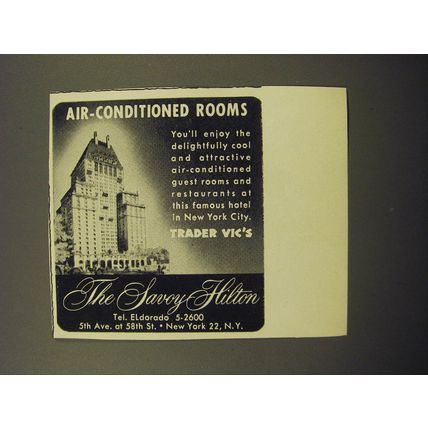 AIR-CONDITIONED ROOMS
You'll enjoy the
delightfully cool
and attractive
air-conditioned
guest rooms and
restaurants at
this famous hotel
in New York City.
TRADER VIC'S
The Savoy Hilton
Tel. ELdorado 5-2600
5th Ave. at 58th St. • New York 22, N.Y.